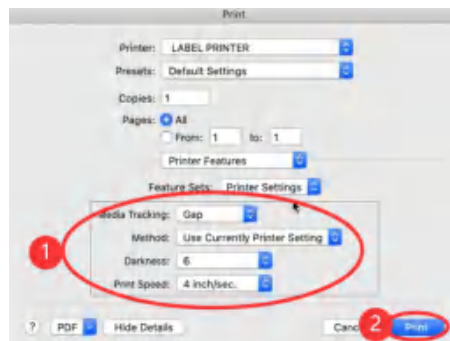 Print
Printer: LABEL PRINTER
Presets: Default Settings
Copies: 1
Pages: All
From: 1 to: 1
Printer Features
Feature Sets: Printer Settings
Media Tracking: Gap
Method: Use Currently Printer Setting
1
Darkness: 6
Print Speed: 4 inch/sec.
? PDF Hide Details 2 Print